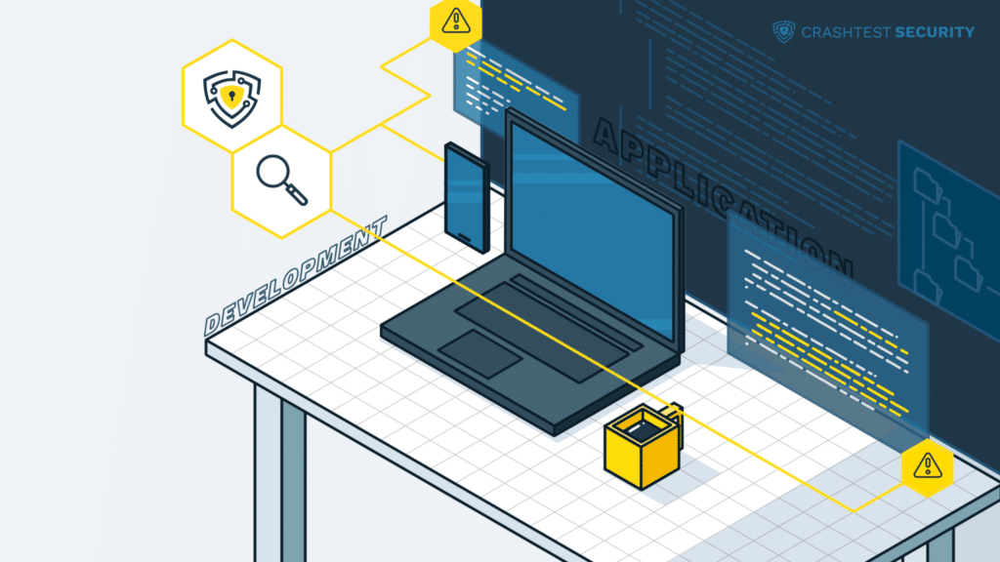 CRASHTEST SECURITY
APPLICATION
DEVELOPMENT